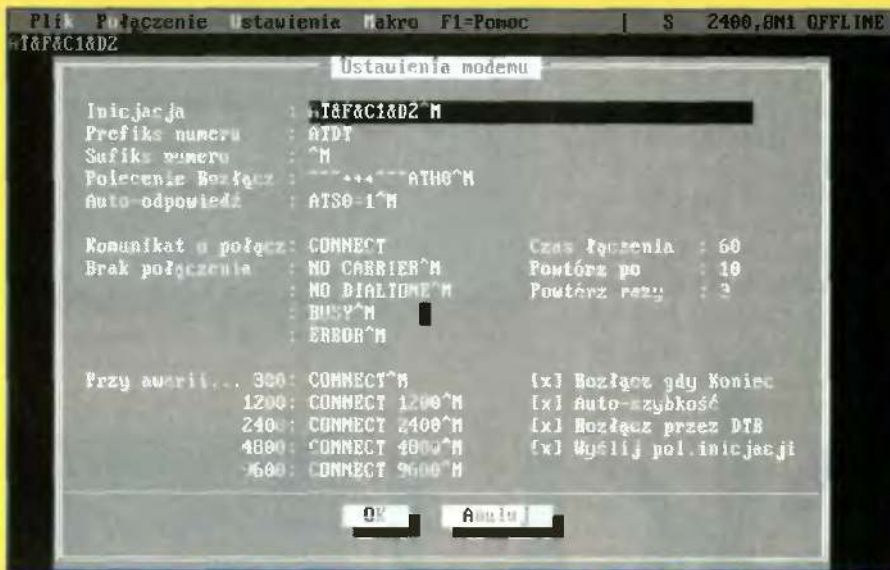 Plik Połączenie Ustawienia Makro F1=Pomoc | S 2400,8N1 OFFLINE
AT&F&C1&D2
Ustawienia modemu
Inicjacja : AT&F&C1&D2^M
Prefiks numeru : ATDT
Sufiks numeru : ^M
Polecenie Rozłącz : ~~~+++~~~ATH0^M
Auto-odpowiedź : ATS0=1^M
Komunikat o połącz: CONNECT Czas łączenia : 60
Brak połączenia : NO CARRIER^M Powtórz po : 10
: NO DIALTONE^M Powtórz razy : 3
: BUSY^M
: ERROR^M
Przy awarii... 300: CONNECT^M [x] Rozłącz gdy Koniec
1200: CONNECT 1200^M [x] Auto-szybkość
2400: CONNECT 2400^M [x] Rozłącz przez DTR
4800: CONNECT 4800^M [x] Wyślij pol.inicjacji
9600: CONNECT 9600^M
OK Anuluj